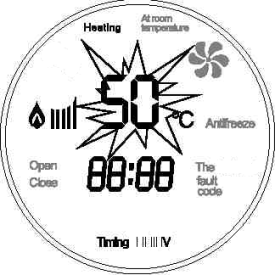 Heating
At room
temperature
50
°C
Antifreeze
Open
Close
88:88
The
fault
code
Timing